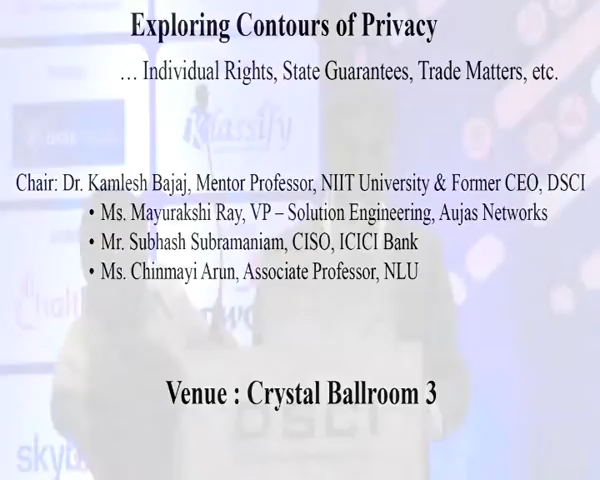 Exploring Contours of Privacy
… Individual Rights, State Guarantees, Trade Matters, etc.
Klassify
Chair: Dr. Kamlesh Bajaj, Mentor Professor, NIIT University & Former CEO, DSCI
• Ms. Mayurakshi Ray, VP – Solution Engineering, Aujas Networks
• Mr. Subhash Subramaniam, CISO, ICICI Bank
• Ms. Chinmayi Arun, Associate Professor, NLU
Venue : Crystal Ballroom 3
DSCI